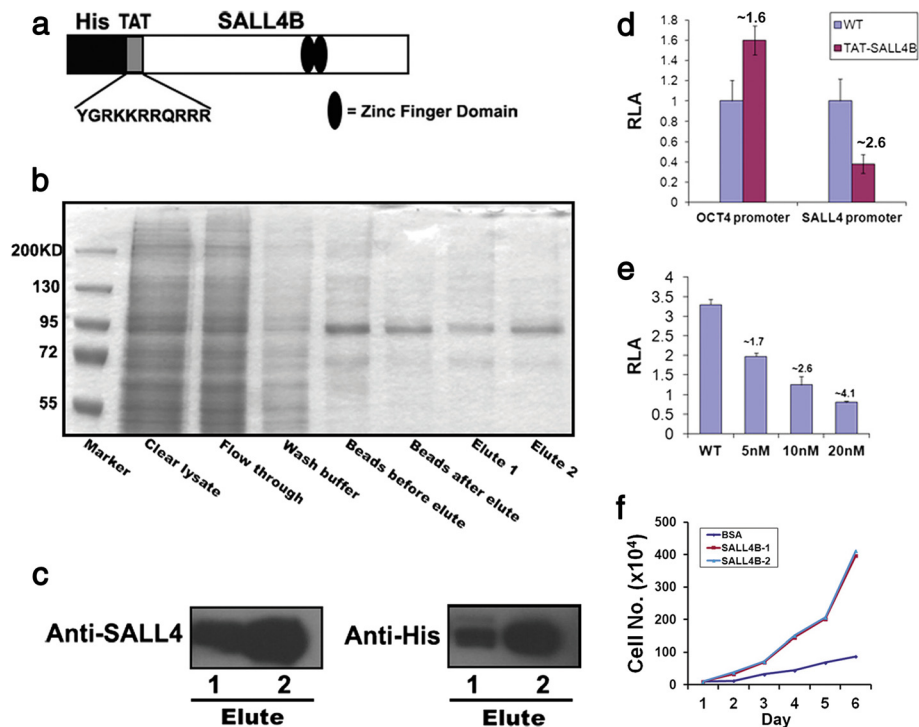 a
His TAT SALL4B
YGRKKRRQRRR
= Zinc Finger Domain
b
200KD
130
95
72
55
Marker
Clear lysate
Flow through
Wash buffer
Beads before elute
Beads after elute
Elute 1
Elute 2
c
Anti-SALL4
1 2
Elute
Anti-His
1 2
Elute
d
RLA
1.8
1.6
1.4
1.2
1
0.8
0.6
0.4
0.2
0
~1.6
~2.6
WT
TAT-SALL4B
OCT4 promoter
SALL4 promoter
e
RLA
4
3.5
3
2.5
2
1.5
1
0.5
0
~1.7
~2.6
~4.1
WT 5nM 10nM 20nM
f
Cell No. (x10⁴)
500
400
300
200
100
0
BSA
SALL4B-1
SALL4B-2
1 2 3 4 5 6
Day